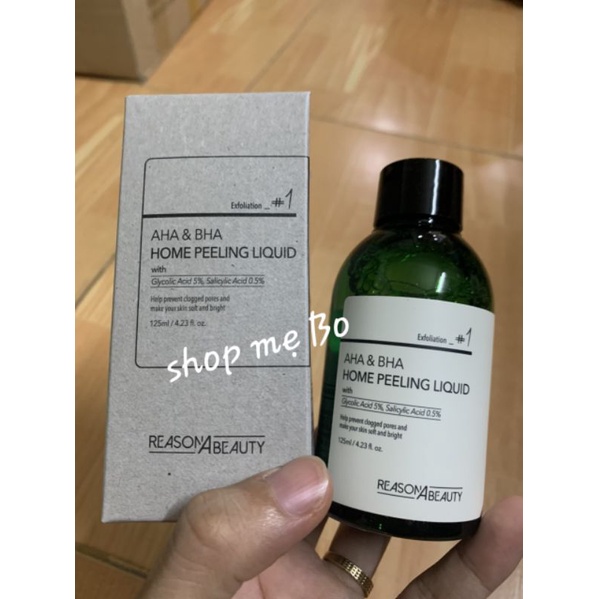 Exfoliation _ #1
AHA & BHA
HOME PEELING LIQUID
with
Glycolic Acid 5%, Salicylic Acid 0.5%
Help prevent clagged pores and
make your skin soft and bright
125ml / 4.23 fl. oz.
REASON A BEAUTY
shop mẹ Bo
Exfoliation _ #1
AHA & BHA
HOME PEELING LIQUID
with
Glycolic Acid 5%, Salicylic Acid 0.5%
Help prevent clagged pores and
make your skin soft and bright
125ml / 4.23 fl. oz.
REASON A BEAUTY